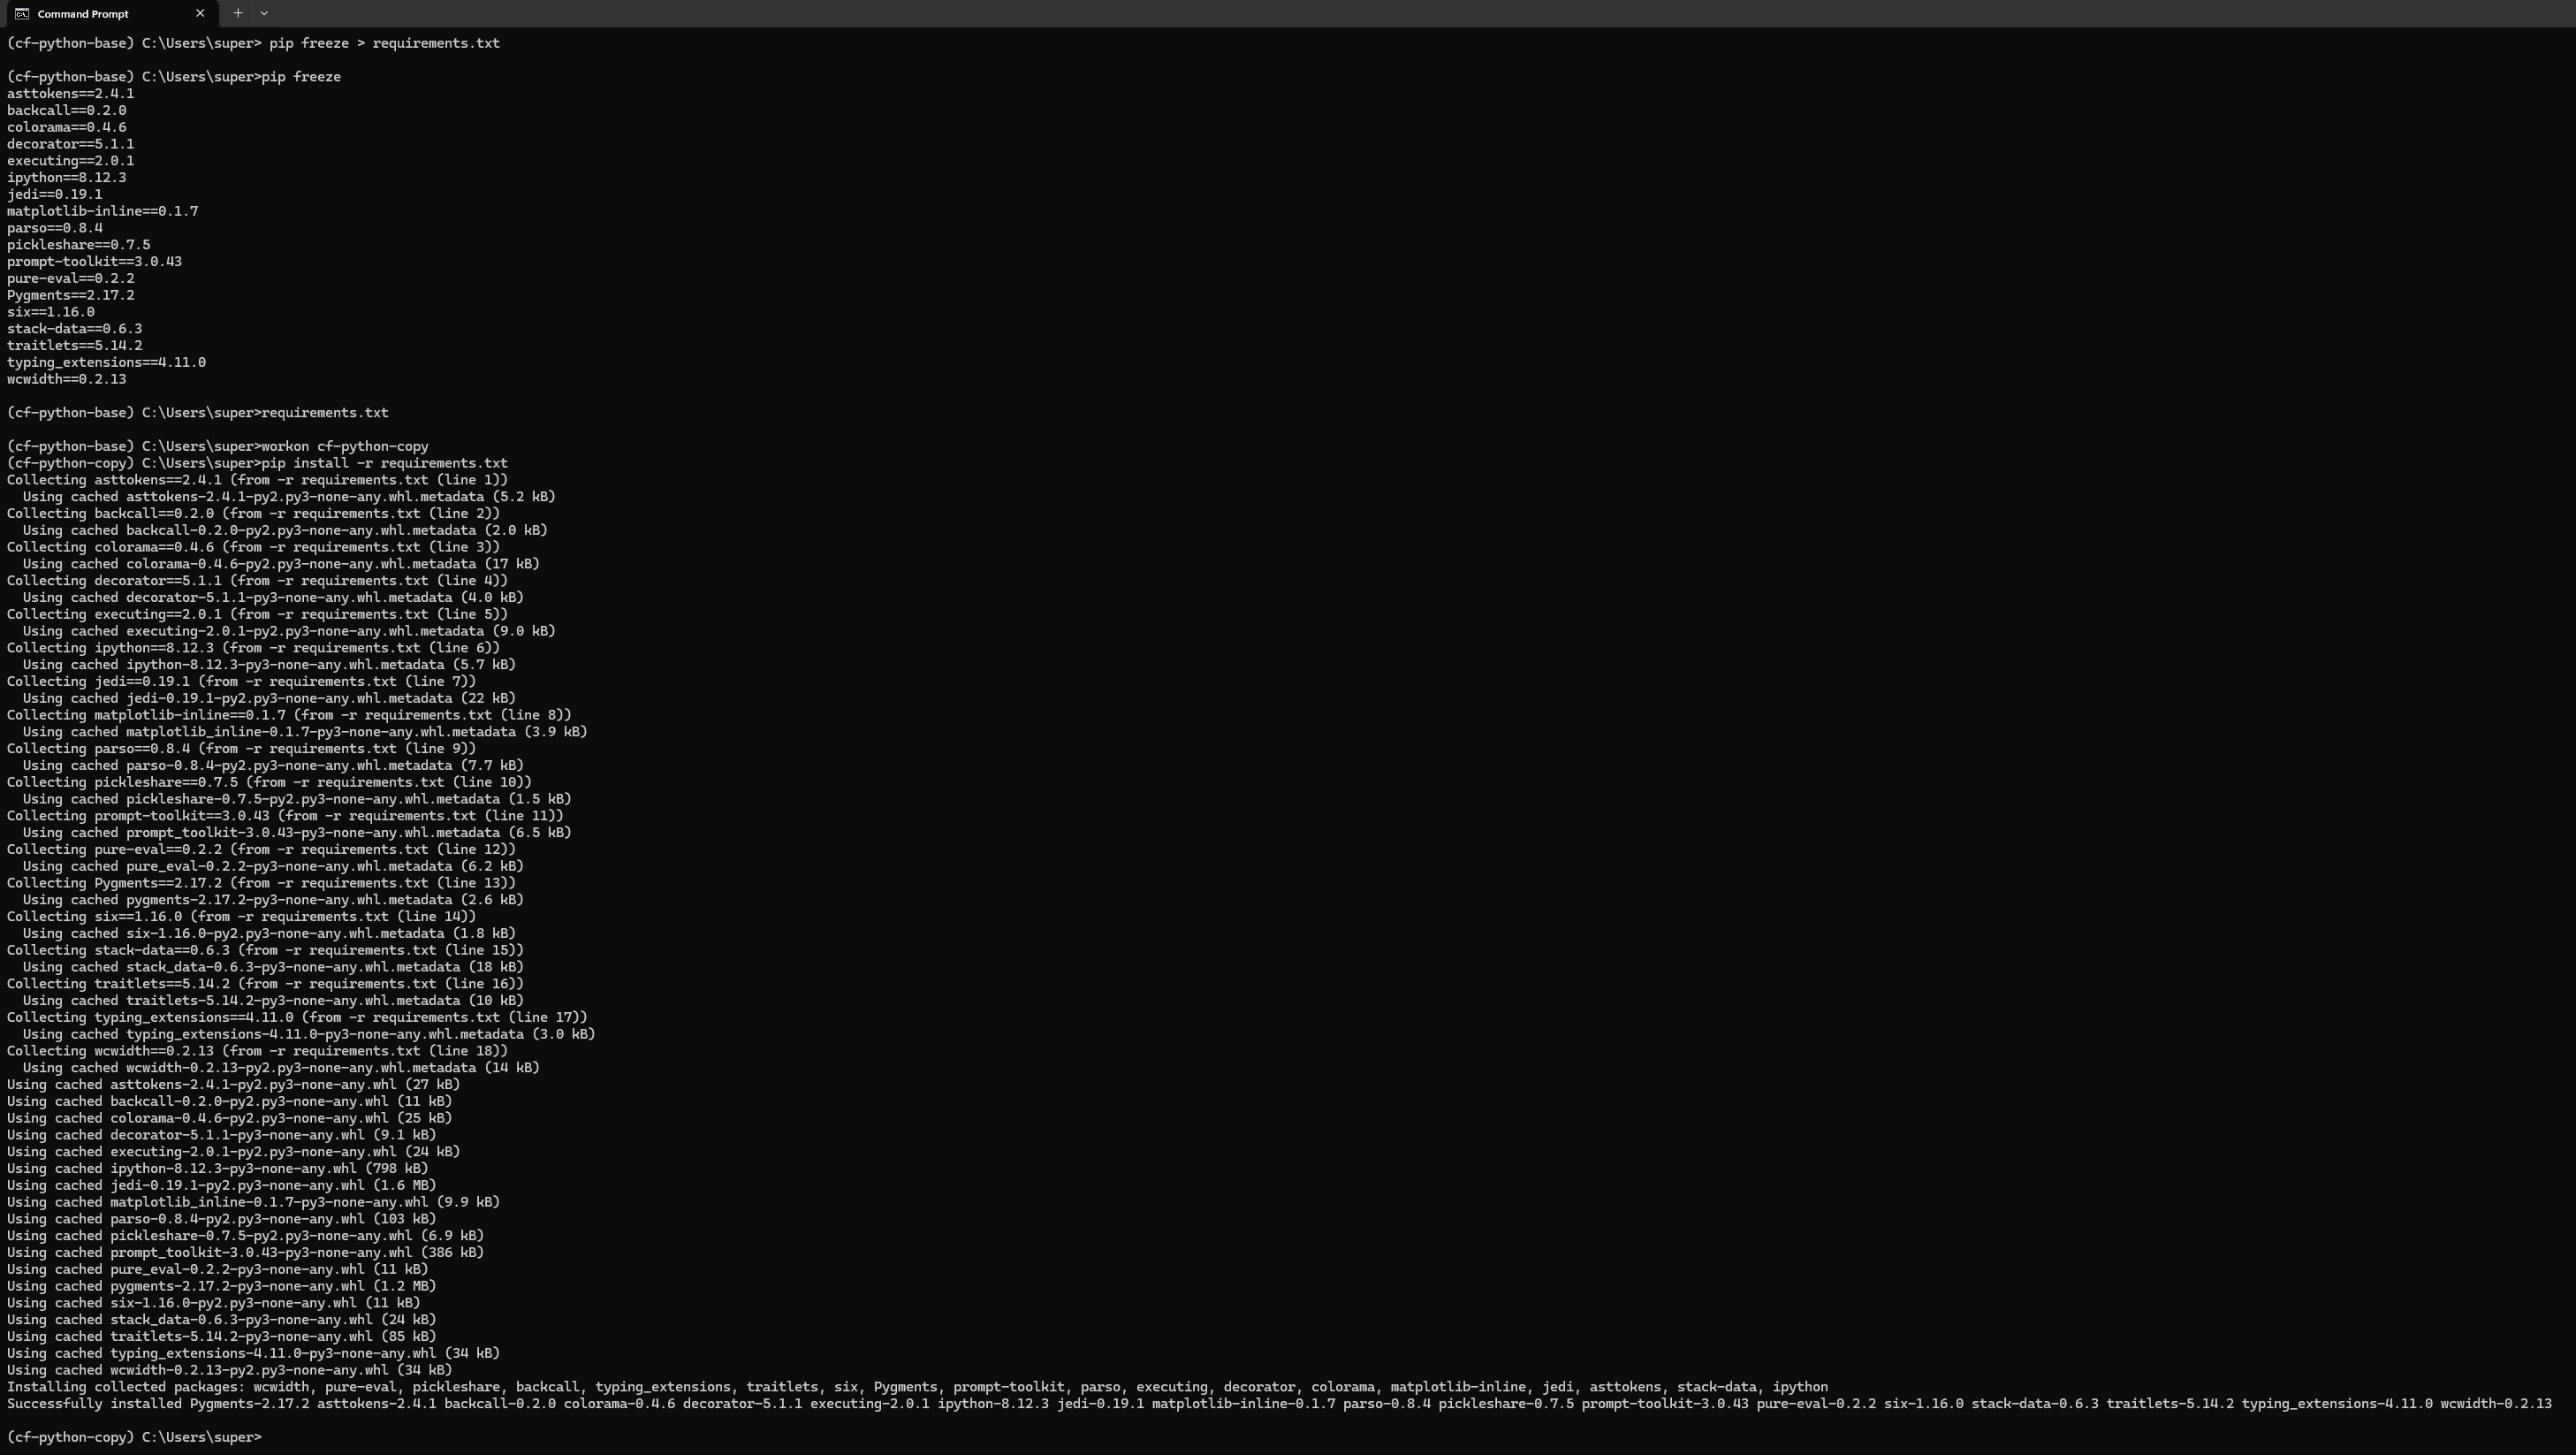 Command Prompt
(cf-python-base) C:\Users\super> pip freeze > requirements.txt
(cf-python-base) C:\Users\super>pip freeze
asttokens==2.4.1
backcall==0.2.0
colorama==0.4.6
decorator==5.1.1
executing==2.0.1
ipython==8.12.3
jedi==0.19.1
matplotlib-inline==0.1.7
parso==0.8.4
pickleshare==0.7.5
prompt-toolkit==3.0.43
pure-eval==0.2.2
Pygments==2.17.2
six==1.16.0
stack-data==0.6.3
traitlets==5.14.2
typing_extensions==4.11.0
wcwidth==0.2.13
(cf-python-base) C:\Users\super>requirements.txt
(cf-python-base) C:\Users\super>workon cf-python-copy
(cf-python-copy) C:\Users\super>pip install -r requirements.txt
Collecting asttokens==2.4.1 (from -r requirements.txt (line 1))
  Using cached asttokens-2.4.1-py2.py3-none-any.whl.metadata (5.2 kB)
Collecting backcall==0.2.0 (from -r requirements.txt (line 2))
  Using cached backcall-0.2.0-py2.py3-none-any.whl.metadata (2.0 kB)
Collecting colorama==0.4.6 (from -r requirements.txt (line 3))
  Using cached colorama-0.4.6-py2.py3-none-any.whl.metadata (17 kB)
Collecting decorator==5.1.1 (from -r requirements.txt (line 4))
  Using cached decorator-5.1.1-py3-none-any.whl.metadata (4.0 kB)
Collecting executing==2.0.1 (from -r requirements.txt (line 5))
  Using cached executing-2.0.1-py2.py3-none-any.whl.metadata (9.0 kB)
Collecting ipython==8.12.3 (from -r requirements.txt (line 6))
  Using cached ipython-8.12.3-py3-none-any.whl.metadata (5.7 kB)
Collecting jedi==0.19.1 (from -r requirements.txt (line 7))
  Using cached jedi-0.19.1-py2.py3-none-any.whl.metadata (22 kB)
Collecting matplotlib-inline==0.1.7 (from -r requirements.txt (line 8))
  Using cached matplotlib_inline-0.1.7-py3-none-any.whl.metadata (3.9 kB)
Collecting parso==0.8.4 (from -r requirements.txt (line 9))
  Using cached parso-0.8.4-py2.py3-none-any.whl.metadata (7.7 kB)
Collecting pickleshare==0.7.5 (from -r requirements.txt (line 10))
  Using cached pickleshare-0.7.5-py2.py3-none-any.whl.metadata (1.5 kB)
Collecting prompt-toolkit==3.0.43 (from -r requirements.txt (line 11))
  Using cached prompt_toolkit-3.0.43-py3-none-any.whl.metadata (6.5 kB)
Collecting pure-eval==0.2.2 (from -r requirements.txt (line 12))
  Using cached pure_eval-0.2.2-py3-none-any.whl.metadata (6.2 kB)
Collecting Pygments==2.17.2 (from -r requirements.txt (line 13))
  Using cached pygments-2.17.2-py3-none-any.whl.metadata (2.6 kB)
Collecting six==1.16.0 (from -r requirements.txt (line 14))
  Using cached six-1.16.0-py2.py3-none-any.whl.metadata (1.8 kB)
Collecting stack-data==0.6.3 (from -r requirements.txt (line 15))
  Using cached stack_data-0.6.3-py3-none-any.whl.metadata (18 kB)
Collecting traitlets==5.14.2 (from -r requirements.txt (line 16))
  Using cached traitlets-5.14.2-py3-none-any.whl.metadata (10 kB)
Collecting typing_extensions==4.11.0 (from -r requirements.txt (line 17))
  Using cached typing_extensions-4.11.0-py3-none-any.whl.metadata (3.0 kB)
Collecting wcwidth==0.2.13 (from -r requirements.txt (line 18))
  Using cached wcwidth-0.2.13-py2.py3-none-any.whl.metadata (14 kB)
Using cached asttokens-2.4.1-py2.py3-none-any.whl (27 kB)
Using cached backcall-0.2.0-py2.py3-none-any.whl (11 kB)
Using cached colorama-0.4.6-py2.py3-none-any.whl (25 kB)
Using cached decorator-5.1.1-py3-none-any.whl (9.1 kB)
Using cached executing-2.0.1-py2.py3-none-any.whl (24 kB)
Using cached ipython-8.12.3-py3-none-any.whl (798 kB)
Using cached jedi-0.19.1-py2.py3-none-any.whl (1.6 MB)
Using cached matplotlib_inline-0.1.7-py3-none-any.whl (9.9 kB)
Using cached parso-0.8.4-py2.py3-none-any.whl (103 kB)
Using cached pickleshare-0.7.5-py2.py3-none-any.whl (6.9 kB)
Using cached prompt_toolkit-3.0.43-py3-none-any.whl (386 kB)
Using cached pure_eval-0.2.2-py3-none-any.whl (11 kB)
Using cached pygments-2.17.2-py3-none-any.whl (1.2 MB)
Using cached six-1.16.0-py2.py3-none-any.whl (11 kB)
Using cached stack_data-0.6.3-py3-none-any.whl (24 kB)
Using cached traitlets-5.14.2-py3-none-any.whl (85 kB)
Using cached typing_extensions-4.11.0-py3-none-any.whl (34 kB)
Using cached wcwidth-0.2.13-py2.py3-none-any.whl (34 kB)
Installing collected packages: wcwidth, pure-eval, pickleshare, backcall, typing_extensions, traitlets, six, Pygments, prompt-toolkit, parso, executing, decorator, colorama, matplotlib-inline, jedi, asttokens, stack-data, ipython
Successfully installed Pygments-2.17.2 asttokens-2.4.1 backcall-0.2.0 colorama-0.4.6 decorator-5.1.1 executing-2.0.1 ipython-8.12.3 jedi-0.19.1 matplotlib-inline-0.1.7 parso-0.8.4 pickleshare-0.7.5 prompt-toolkit-3.0.43 pure-eval-0.2.2 six-1.16.0 stack-data-0.6.3 traitlets-5.14.2 typing_extensions-4.11.0 wcwidth-0.2.13
(cf-python-copy) C:\Users\super>